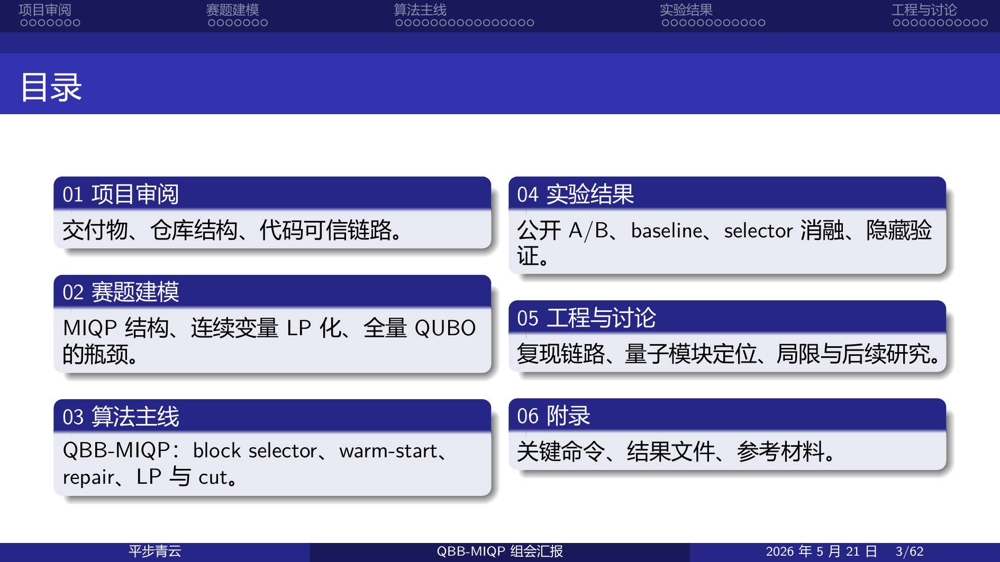 项目审阅
赛题建模
算法主线
实验结果
工程与讨论
目录
01 项目审阅
交付物、仓库结构、代码可信链路。
02 赛题建模
MIQP 结构、连续变量 LP 化、全量 QUBO
的瓶颈。
03 算法主线
QBB-MIQP：block selector、warm-start、
repair、LP 与 cut。
04 实验结果
公开 A/B、baseline、selector 消融、隐藏验
证。
05 工程与讨论
复现链路、量子模块定位、局限与后续研究。
06 附录
关键命令、结果文件、参考材料。
平步青云
QBB-MIQP 组会汇报
2026 年 5 月 21 日 3/62